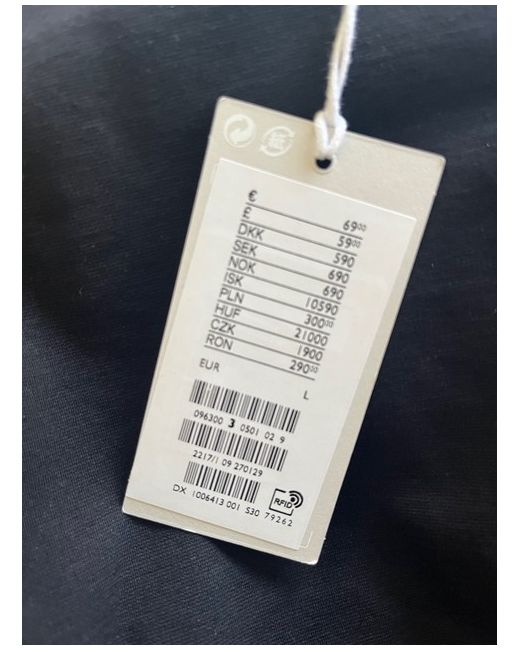 € 69⁰⁰
£ 59⁰⁰
DKK 590
SEK 690
NOK 690
ISK 10590
PLN 300⁰⁰
HUF 21000
CZK 1900
RON 290⁰⁰
EUR L
096300 3 0501 02 9
2217/1 09 270129
RFID
DX 1006413 001 S30 79262